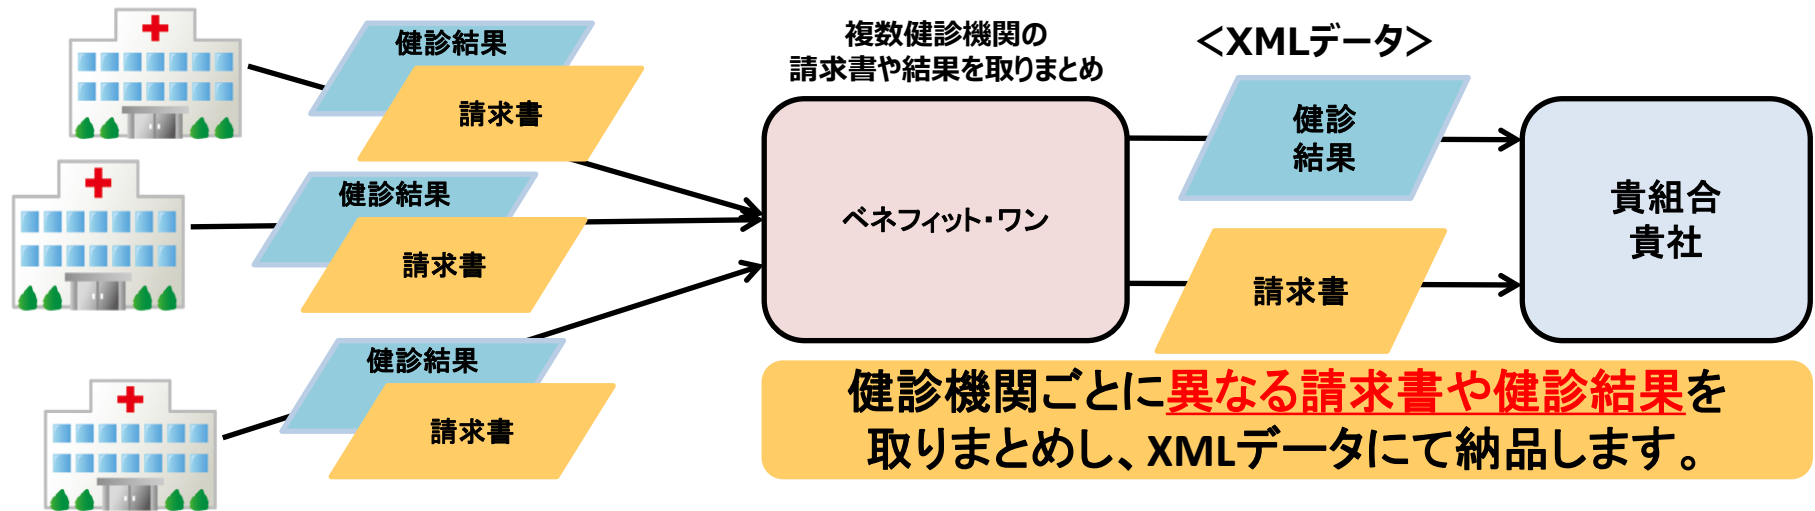 健診結果
請求書
健診結果
請求書
健診結果
請求書
複数健診機関の
請求書や結果を取りまとめ
ベネフィット・ワン
<XMLデータ>
健診
結果
請求書
貴組合
貴社
健診機関ごとに異なる請求書や健診結果を
取りまとめし、XMLデータにて納品します。